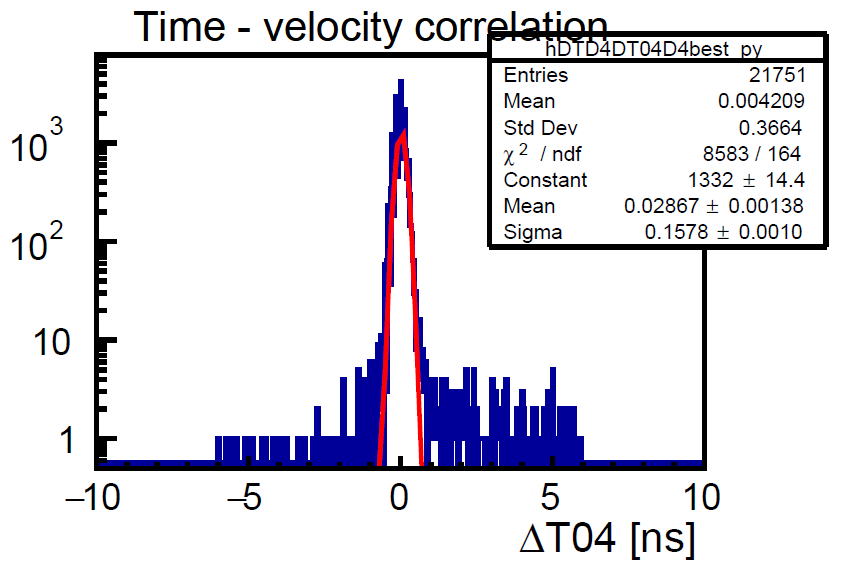 Time - velocity correlation
hDTD4DT04D4best_py
Entries 21751
Mean 0.004209
Std Dev 0.3664
χ² / ndf 8583 / 164
Constant 1332 ± 14.4
Mean 0.02867 ± 0.00138
Sigma 0.1578 ± 0.0010
10³
10²
10
1
−10 −5 0 5 10
ΔT04 [ns]